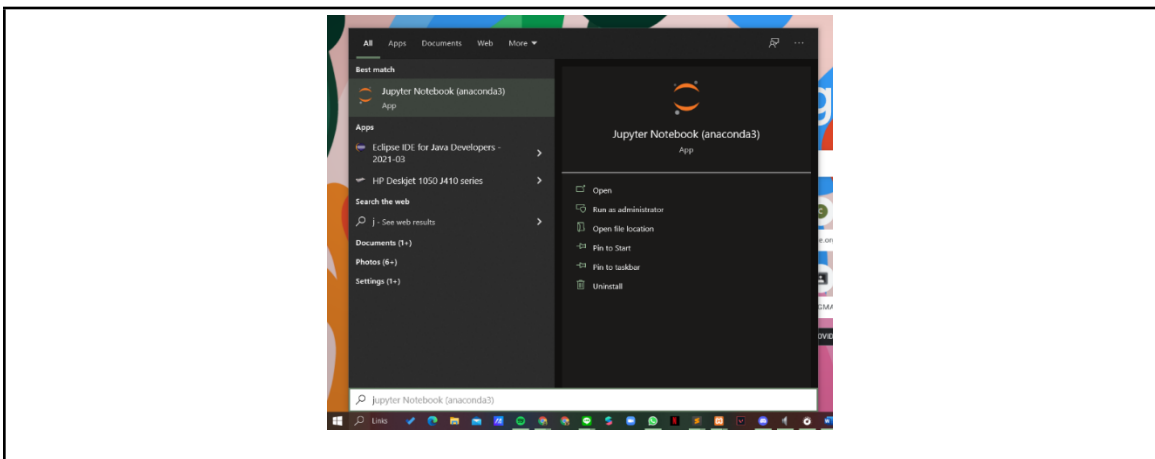 All Apps Documents Web More
Best match
Jupyter Notebook (anaconda3)
App
Apps
Eclipse IDE for Java Developers -
2021-03
HP Deskjet 1050 J410 series
Search the web
j - See web results
Documents (1+)
Photos (6+)
Settings (1+)
Jupyter Notebook (anaconda3)
App
Open
Run as administrator
Open file location
Pin to Start
Pin to taskbar
Uninstall
jupyter Notebook (anaconda3)
Links